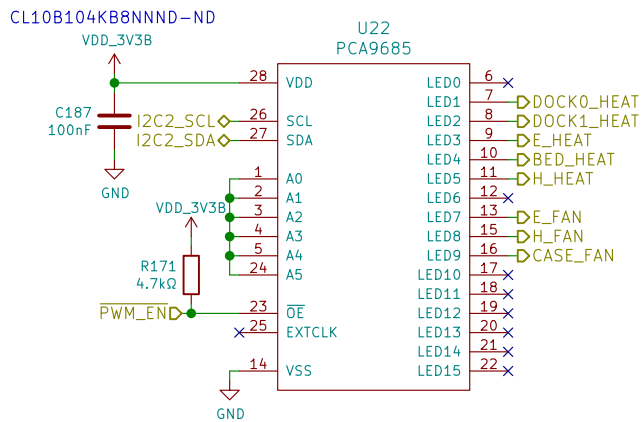 CL10B104KB8NNND-ND
VDD_3V3B
C187
100nF
GND
I2C2_SCL
I2C2_SDA
VDD_3V3B
R171
4.7kΩ
PWM_EN
GND
U22
PCA9685
28 VDD
26 SCL
27 SDA
1 A0
2 A1
3 A2
4 A3
5 A4
24 A5
23 OE
25 EXTCLK
14 VSS
LED0 6
LED1 7 DOCK0_HEAT
LED2 8 DOCK1_HEAT
LED3 9 E_HEAT
LED4 10 BED_HEAT
LED5 11 H_HEAT
LED6 12
LED7 13 E_FAN
LED8 15 H_FAN
LED9 16 CASE_FAN
LED10 17
LED11 18
LED12 19
LED13 20
LED14 21
LED15 22